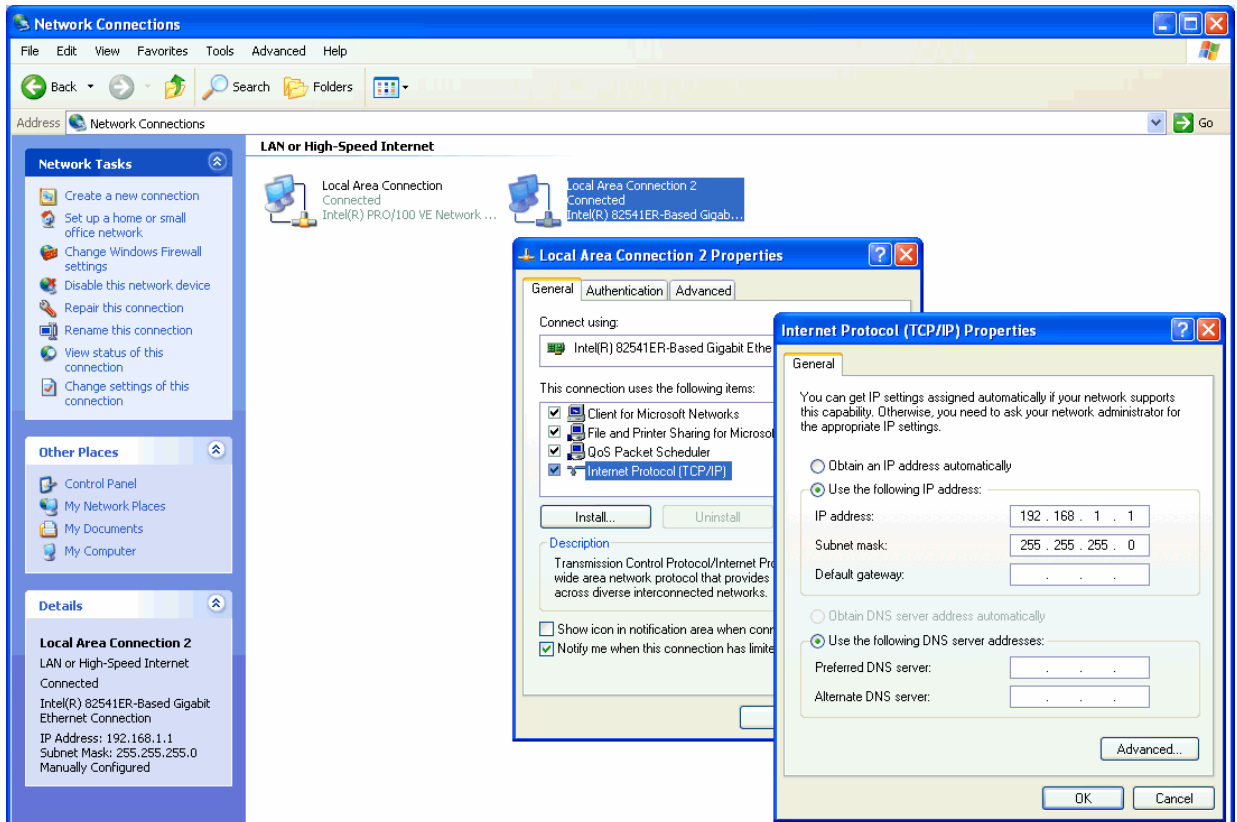 Network Connections
File Edit View Favorites Tools Advanced Help
Back Search Folders
Address Network Connections Go
Network Tasks
Create a new connection
Set up a home or small
office network
Change Windows Firewall
settings
Disable this network device
Repair this connection
Rename this connection
View status of this
connection
Change settings of this
connection
Other Places
Control Panel
My Network Places
My Documents
My Computer
Details
Local Area Connection 2
LAN or High-Speed Internet
Connected
Intel(R) 82541ER-Based Gigabit
Ethernet Connection
IP Address: 192.168.1.1
Subnet Mask: 255.255.255.0
Manually Configured
LAN or High-Speed Internet
Local Area Connection
Connected
Intel(R) PRO/100 VE Network ...
Local Area Connection 2
Connected
Intel(R) 82541ER-Based Gigab...
Local Area Connection 2 Properties
General Authentication Advanced
Connect using:
Intel(R) 82541ER-Based Gigabit Ethe
This connection uses the following items:
Client for Microsoft Networks
File and Printer Sharing for Microsof
QoS Packet Scheduler
Internet Protocol (TCP/IP)
Install... Uninstall
Description
Transmission Control Protocol/Internet Pro
wide area network protocol that provides
across diverse interconnected networks.
Show icon in notification area when conn
Notify me when this connection has limite
Internet Protocol (TCP/IP) Properties
General
You can get IP settings assigned automatically if your network supports
this capability. Otherwise, you need to ask your network administrator for
the appropriate IP settings.
Obtain an IP address automatically
Use the following IP address:
IP address: 192 . 168 . 1 . 1
Subnet mask: 255 . 255 . 255 . 0
Default gateway: . . .
Obtain DNS server address automatically
Use the following DNS server addresses:
Preferred DNS server: . . .
Alternate DNS server: . . .
Advanced...
OK Cancel